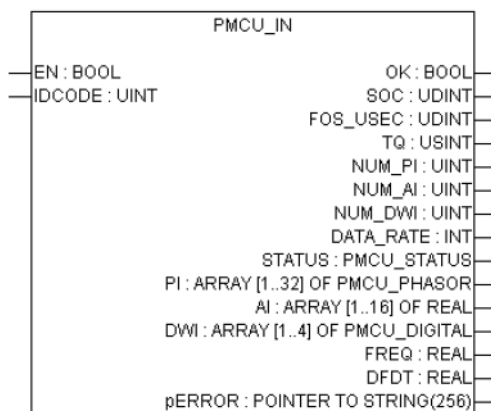 PMCU_IN
EN : BOOL OK : BOOL
IDCODE : UINT SOC : UDINT
FOS_USEC : UDINT
TQ : USINT
NUM_PI : UINT
NUM_AI : UINT
NUM_DWI : UINT
DATA_RATE : INT
STATUS : PMCU_STATUS
PI : ARRAY [1..32] OF PMCU_PHASOR
AI : ARRAY [1..16] OF REAL
DWI : ARRAY [1..4] OF PMCU_DIGITAL
FREQ : REAL
DFDT : REAL
pERROR : POINTER TO STRING(256)